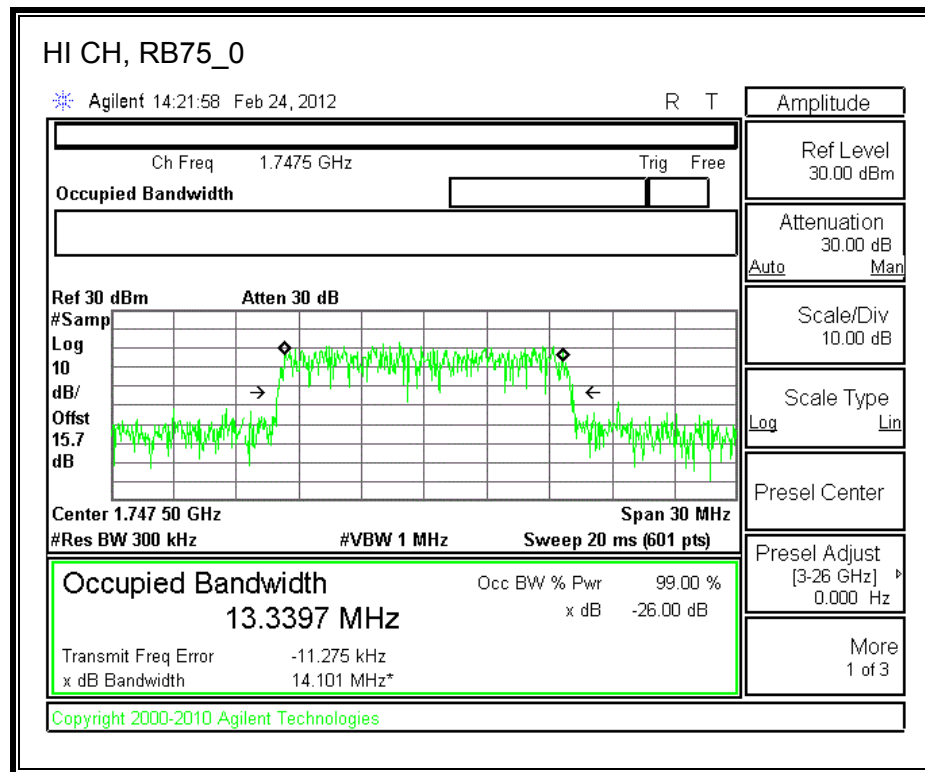 HI CH, RB75_0
Agilent 14:21:58 Feb 24, 2012 R T
Ch Freq 1.7475 GHz Trig Free
Occupied Bandwidth
Ref 30 dBm Atten 30 dB
#Samp
Log
10
dB/
Offst
15.7
dB
Center 1.747 50 GHz Span 30 MHz
#Res BW 300 kHz #VBW 1 MHz Sweep 20 ms (601 pts)
Occupied Bandwidth Occ BW % Pwr 99.00 %
13.3397 MHz x dB -26.00 dB
Transmit Freq Error -11.275 kHz
x dB Bandwidth 14.101 MHz*
Copyright 2000-2010 Agilent Technologies
Amplitude
Ref Level
30.00 dBm
Attenuation
30.00 dB
Auto Man
Scale/Div
10.00 dB
Scale Type
Log Lin
Presel Center
Presel Adjust
[3-26 GHz]
0.000 Hz
More
1 of 3